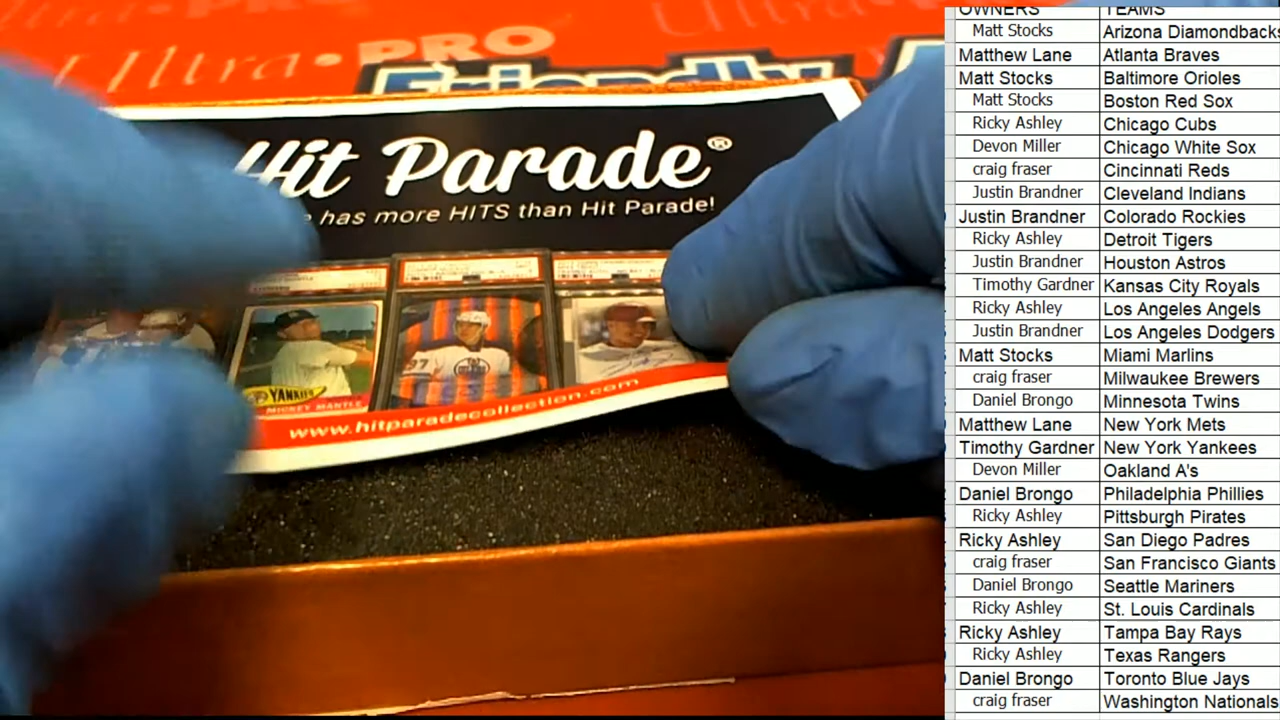 Ultra PRO
Ultra PRO
Friendly
Hit Parade®
has more HITS than Hit Parade!
YANKEES
MICKEY MANTLE
97
www.hitparadecollection.com
OWNERS TEAMS
Matt Stocks Arizona Diamondbacks
Matthew Lane Atlanta Braves
Matt Stocks Baltimore Orioles
Matt Stocks Boston Red Sox
Ricky Ashley Chicago Cubs
Devon Miller Chicago White Sox
craig fraser Cincinnati Reds
Justin Brandner Cleveland Indians
Justin Brandner Colorado Rockies
Ricky Ashley Detroit Tigers
Justin Brandner Houston Astros
Timothy Gardner Kansas City Royals
Ricky Ashley Los Angeles Angels
Justin Brandner Los Angeles Dodgers
Matt Stocks Miami Marlins
craig fraser Milwaukee Brewers
Daniel Brongo Minnesota Twins
Matthew Lane New York Mets
Timothy Gardner New York Yankees
Devon Miller Oakland A's
Daniel Brongo Philadelphia Phillies
Ricky Ashley Pittsburgh Pirates
Ricky Ashley San Diego Padres
craig fraser San Francisco Giants
Daniel Brongo Seattle Mariners
Ricky Ashley St. Louis Cardinals
Ricky Ashley Tampa Bay Rays
Ricky Ashley Texas Rangers
Daniel Brongo Toronto Blue Jays
craig fraser Washington Nationals